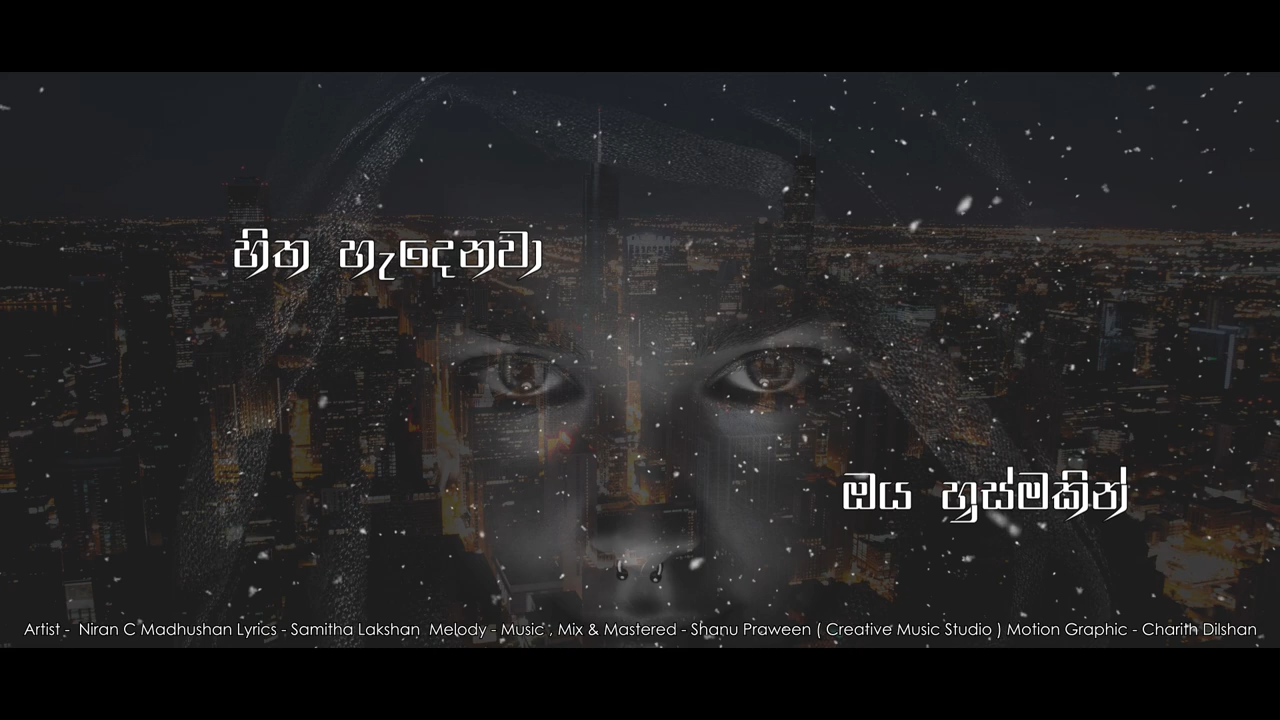 හිත හැදෙනවා
ඔය හුස්මකින්
Artist - Niran C Madhushan Lyrics - Samitha Lakshan Melody - Music , Mix & Mastered - Shanu Praween ( Creative Music Studio ) Motion Graphic - Charith Dilshan